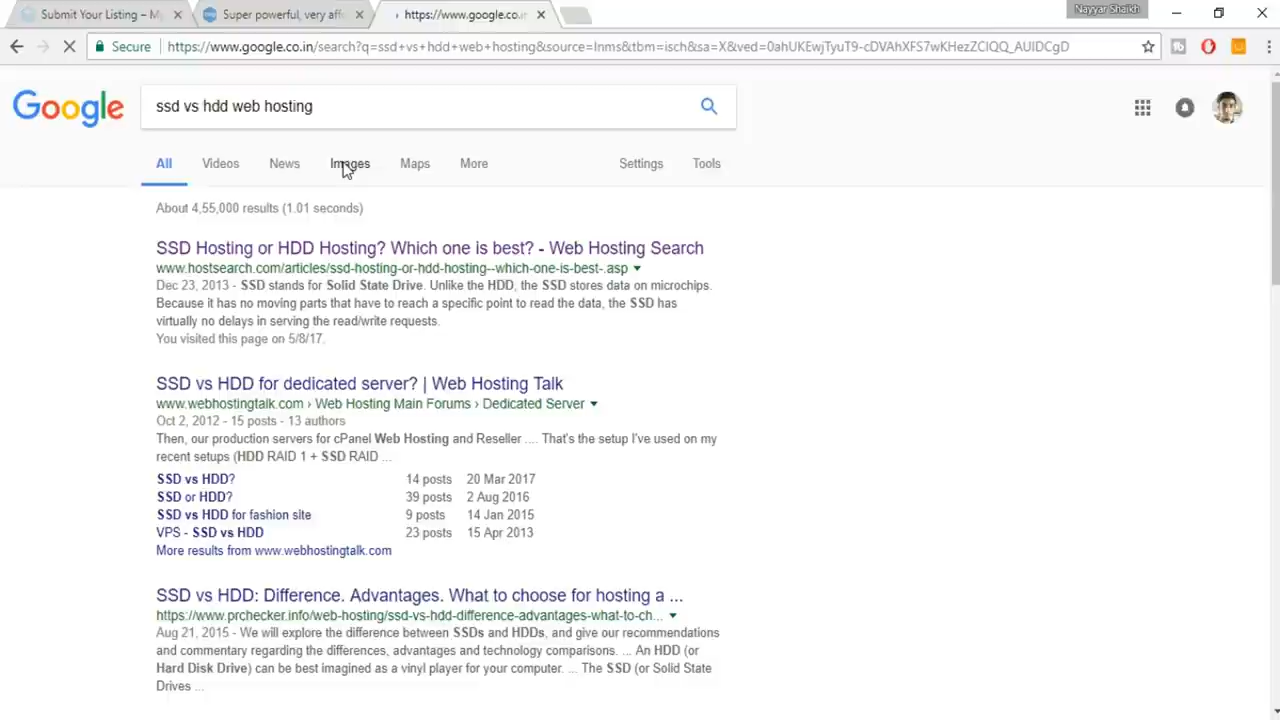 Submit Your Listing – My
Super powerful, very affo
https://www.google.co.in
Nayyar Shaikh
Secure
https://www.google.co.in/search?q=ssd+vs+hdd+web+hosting&source=lnms&tbm=isch&sa=X&ved=0ahUKEwjTyuT9-cDVAhXFS7wKHezZCIQQ_AUIDCgD
Google
ssd vs hdd web hosting
All Videos News Images Maps More Settings Tools
About 4,55,000 results (1.01 seconds)
SSD Hosting or HDD Hosting? Which one is best? - Web Hosting Search
www.hostsearch.com/articles/ssd-hosting-or-hdd-hosting--which-one-is-best-.asp
Dec 23, 2013 - SSD stands for Solid State Drive. Unlike the HDD, the SSD stores data on microchips.
Because it has no moving parts that have to reach a specific point to read the data, the SSD has
virtually no delays in serving the read/write requests.
You visited this page on 5/8/17.
SSD vs HDD for dedicated server? | Web Hosting Talk
www.webhostingtalk.com › Web Hosting Main Forums › Dedicated Server
Oct 2, 2012 - 15 posts - 13 authors
Then, our production servers for cPanel Web Hosting and Reseller .... That's the setup I've used on my
recent setups (HDD RAID 1 + SSD RAID ...
SSD vs HDD? 14 posts 20 Mar 2017
SSD or HDD? 39 posts 2 Aug 2016
SSD vs HDD for fashion site 9 posts 14 Jan 2015
VPS - SSD vs HDD 23 posts 15 Apr 2013
More results from www.webhostingtalk.com
SSD vs HDD: Difference. Advantages. What to choose for hosting a ...
https://www.prchecker.info/web-hosting/ssd-vs-hdd-difference-advantages-what-to-ch...
Aug 21, 2015 - We will explore the difference between SSDs and HDDs, and give our recommendations
and commentary regarding the differences, advantages and technology comparisons. ... An HDD (or
Hard Disk Drive) can be best imagined as a vinyl player for your computer. ... The SSD (or Solid State
Drives ...